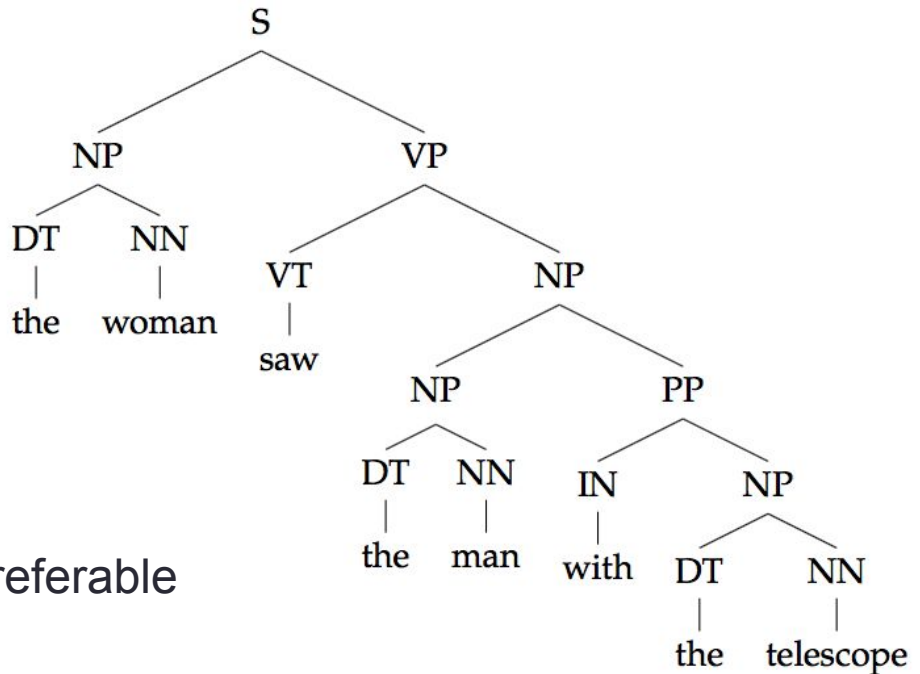 S
NP VP
DT NN VT NP
the woman saw
NP PP
DT NN IN NP
the man with DT NN
the telescope
referable